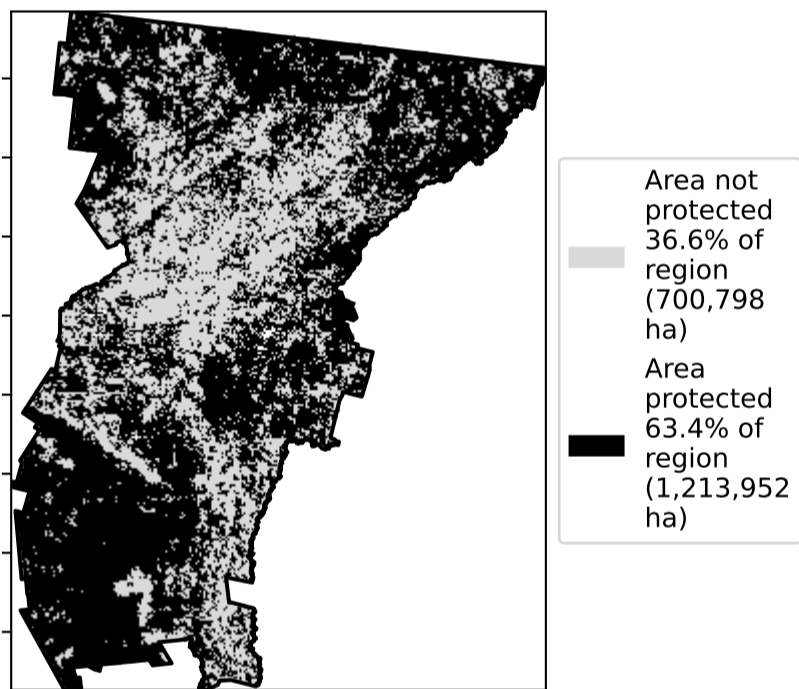 Area not
protected
36.6% of
region
(700,798
ha)
Area
protected
63.4% of
region
(1,213,952
ha)